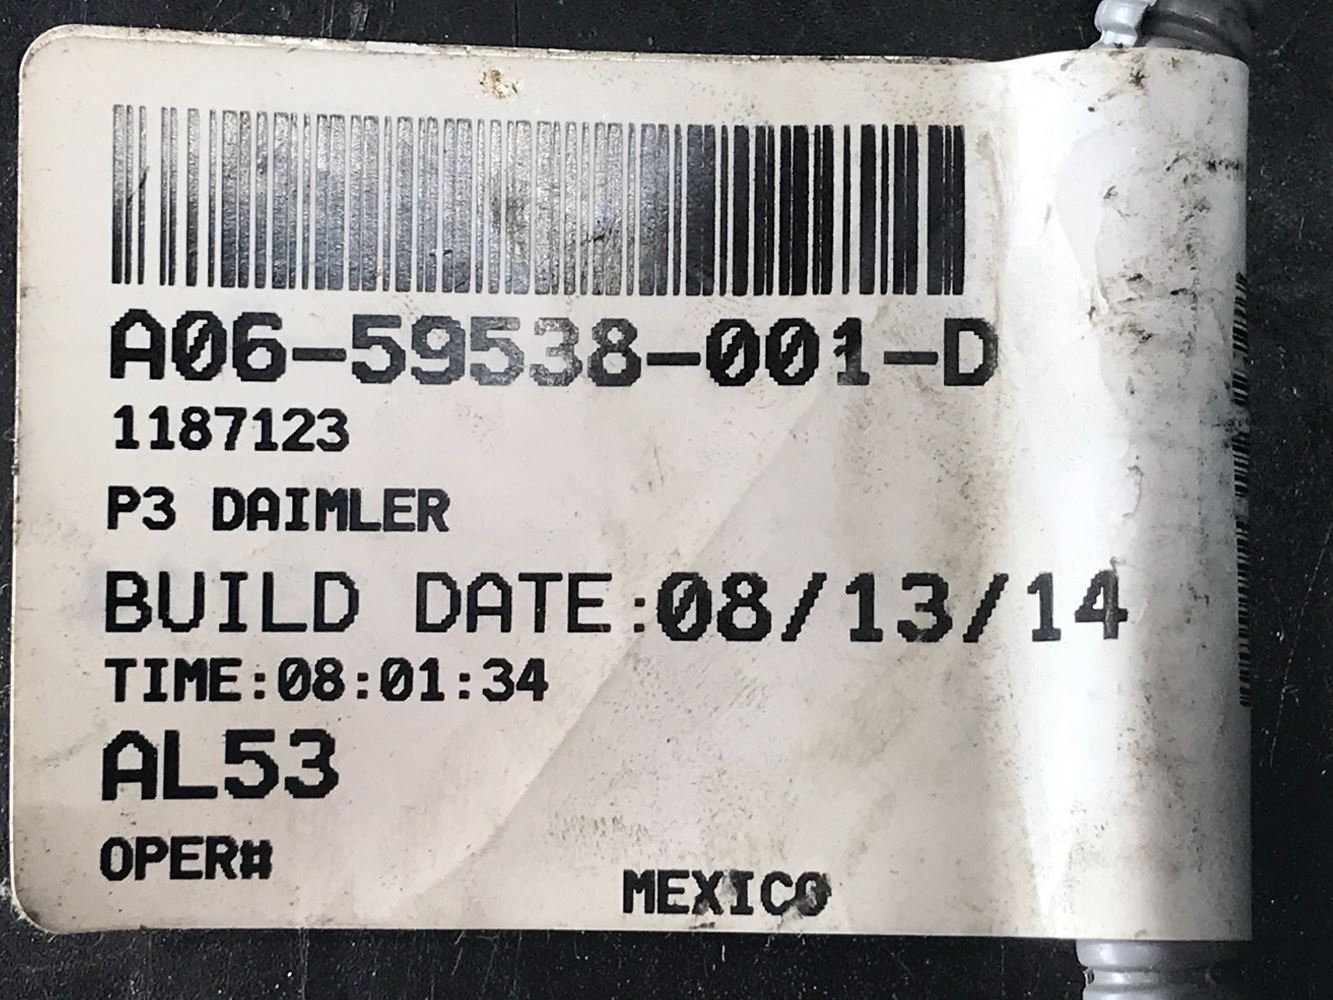 A06-59538-001-D
1187123
P3 DAIMLER
BUILD DATE:08/13/14
TIME:08:01:34
AL53
OPER#
MEXICO